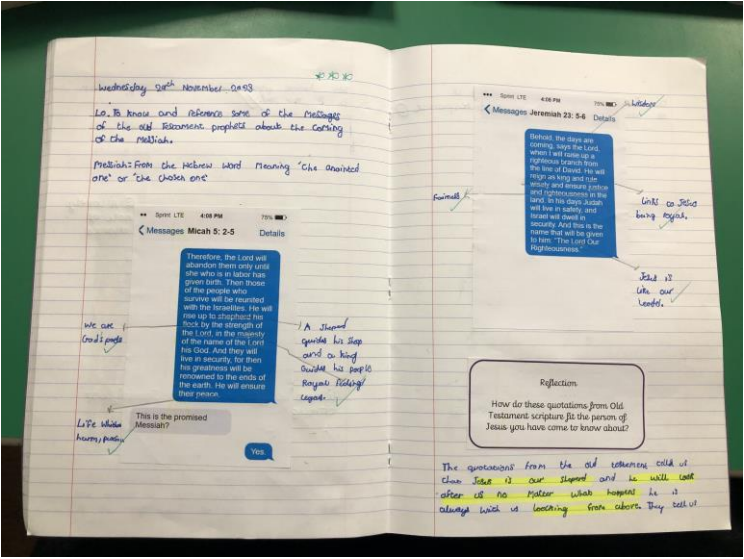 Wednesday 29th November 2023
LO. To know and reference some of the Messages
of the old Testament prophets about the Coming
of the Messiah.
Messiah: From the Hebrew word Meaning "the anointed
one" or "the chosen one"
Sprint LTE 4:08 PM 79%
Messages Micah 5: 2-5 Details
Therefore, the Lord will
abandon them only until
she who is in labor has
given birth. Then those
of the people who
survive will be reunited
with the Israelites. He will
rise up to shepherd his
flock by the strength of
the Lord, in the majesty
of the name of the Lord
his God. And they will
live in security, for then
his greatness will be
renowned to the ends of
the earth. He will ensure
their peace.
We are
God's people
A Shepherd
guides his sheep
and a king
Guides his people
Royal
Life without
harm,
This is the promised
Messiah?
Yes.
Sprint LTE 4:08 PM 79%
Messages Jeremiah 23: 5-6 Details
Wisdom
Behold, the days are
coming, says the Lord,
when I will raise up a
righteous branch from
the line of David. He will
reign as king and rule
wisely and ensure justice
and righteousness in the
land. In his days Judah
will live in safety, and
Israel will dwell in
security. And this is the
name that will be given
to him: "The Lord Our
Righteousness."
Fairness
Links to Jesus
being royal.
Jesus is
like our
leader.
Reflection
How do these quotations from Old
Testament scripture fit the person of
Jesus you have come to know about?
The quotations from the old testament tell us
that Jesus is our Sheperd and he will look
after us no matter what happens he is
always with us loocking from above. They tell us